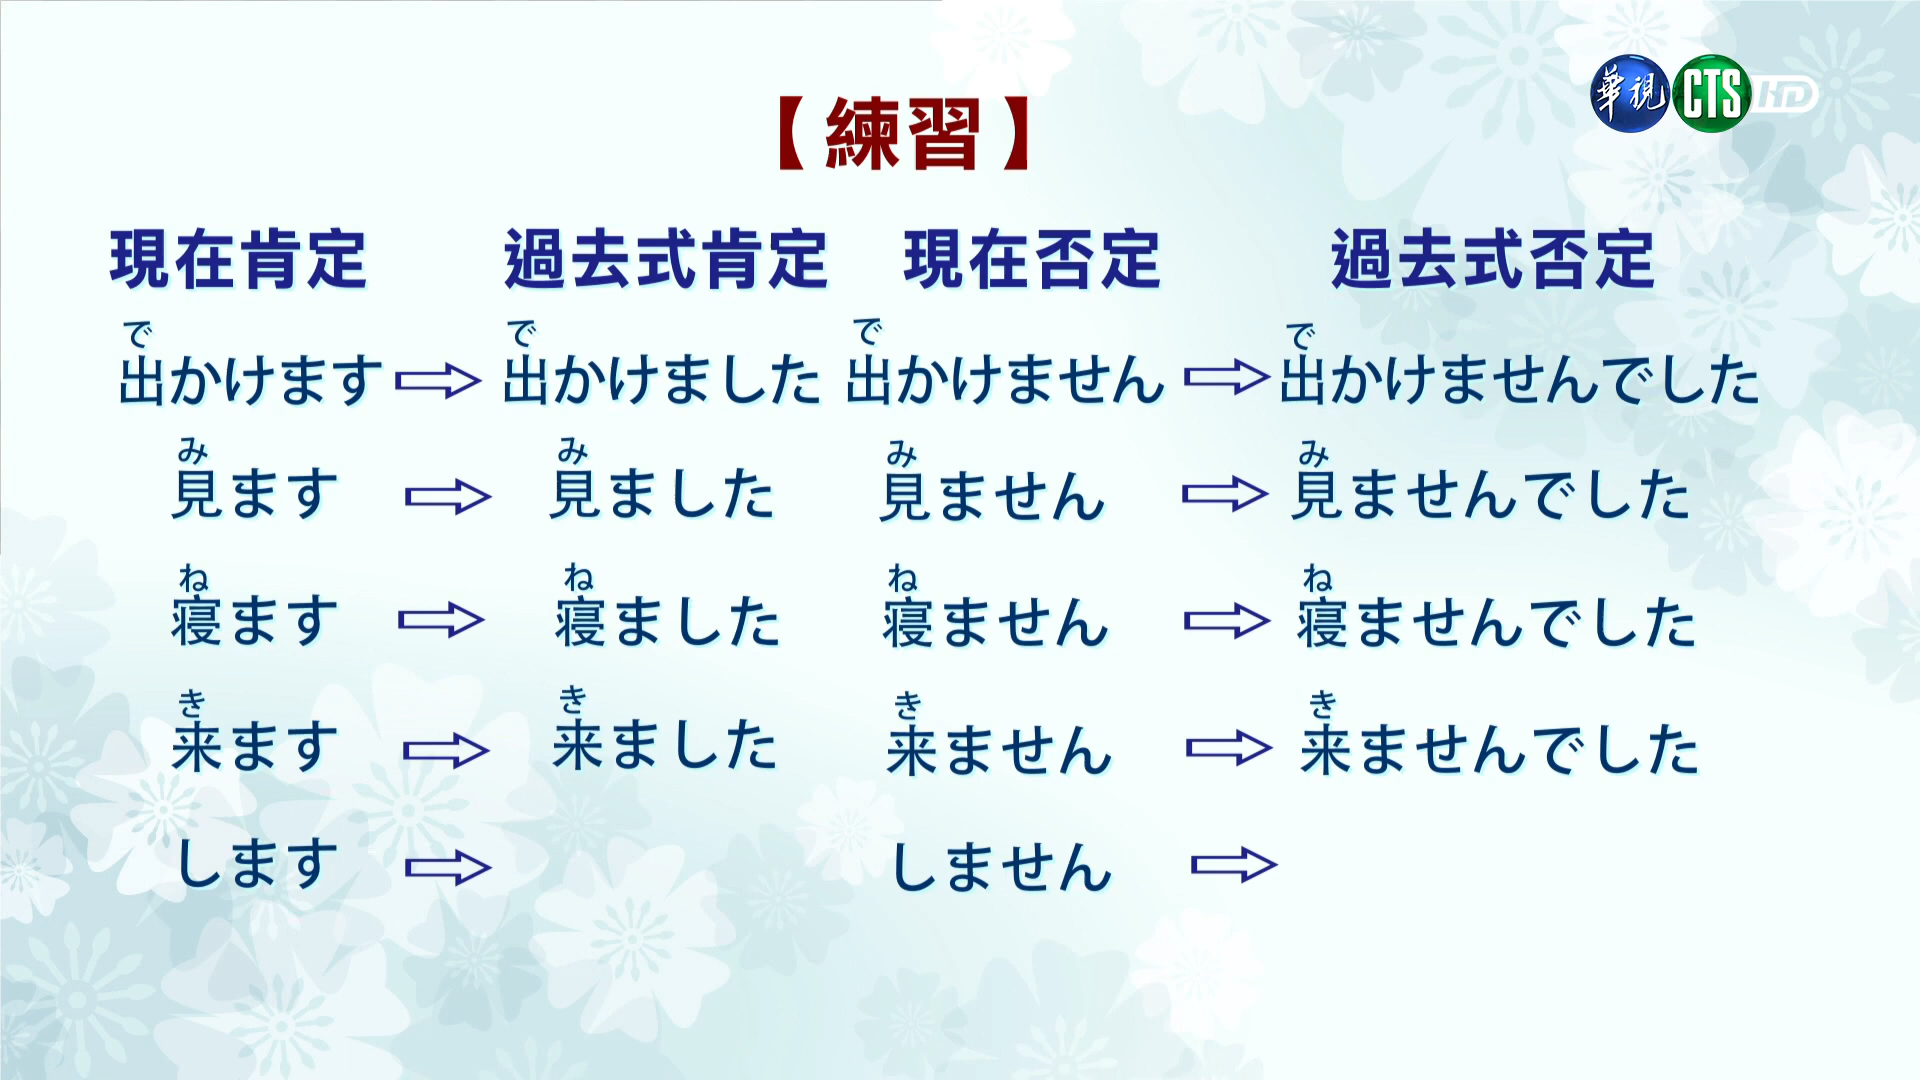 華視 CTS HD
【練習】
現在肯定 過去式肯定 現在否定 過去式否定
で で で で
出かけます ⇨ 出かけました 出かけません ⇨ 出かけませんでした
み み み み
見ます ⇨ 見ました 見ません ⇨ 見ませんでした
ね ね ね ね
寝ます ⇨ 寝ました 寝ません ⇨ 寝ませんでした
き き き き
来ます ⇨ 来ました 来ません ⇨ 来ませんでした
します ⇨ しません ⇨